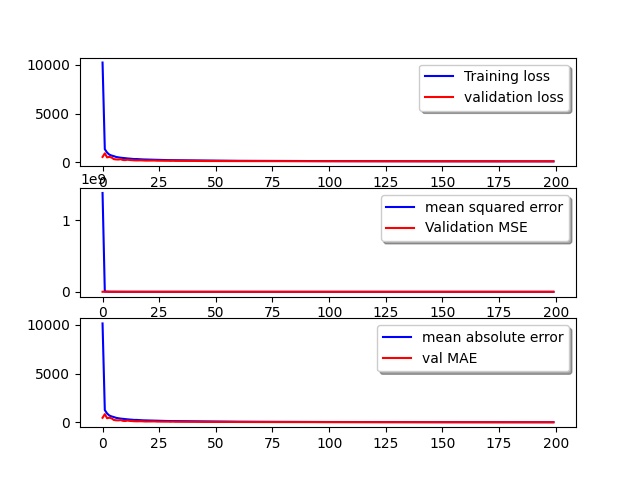 10000
5000
0
Training loss
validation loss
0 25 50 75 100 125 150 175 200
1e9
1
0
mean squared error
Validation MSE
0 25 50 75 100 125 150 175 200
10000
5000
0
mean absolute error
val MAE
0 25 50 75 100 125 150 175 200